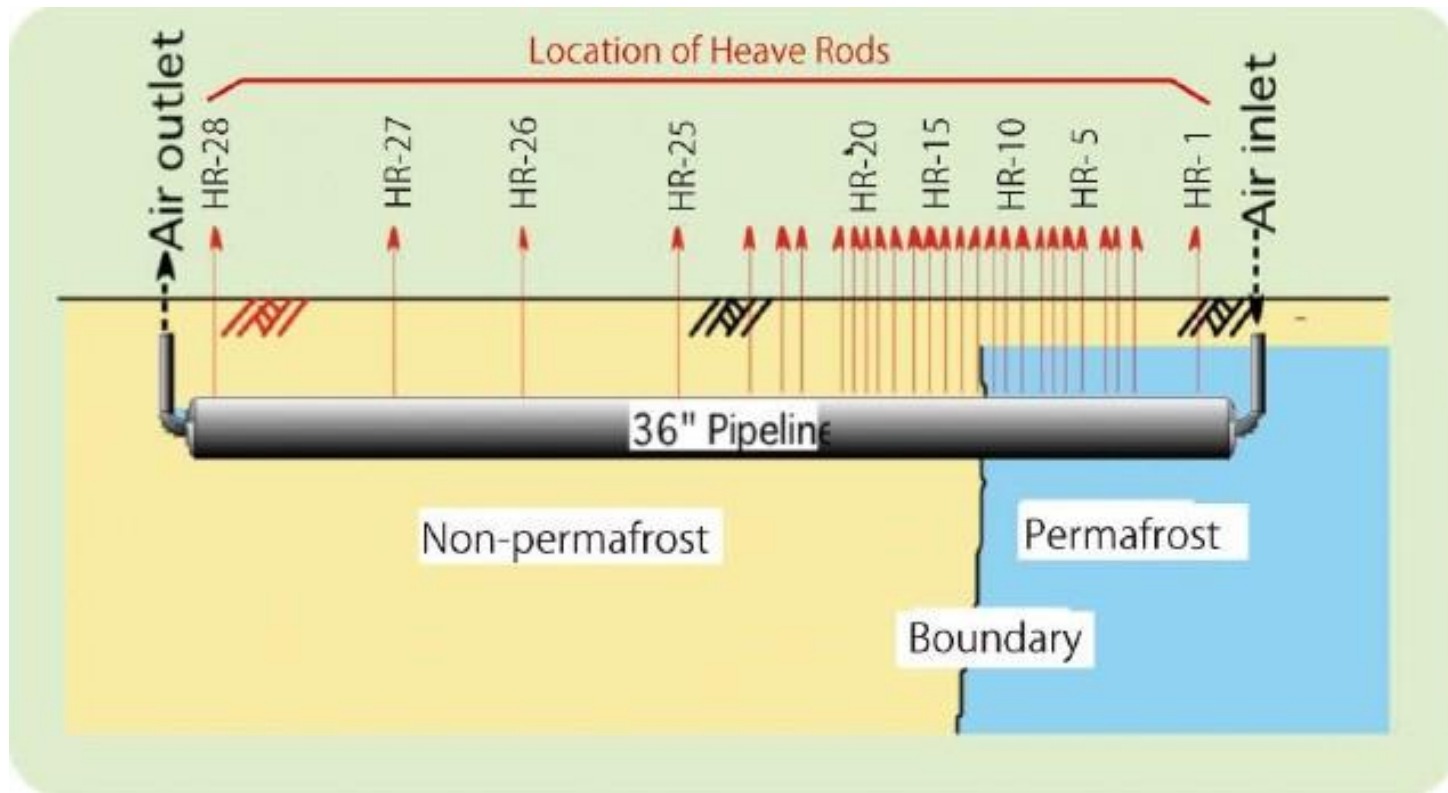 Location of Heave Rods
Air outlet
HR-28
HR-27
HR-26
HR-25
HR-20
HR-15
HR-10
HR- 5
HR- 1
Air inlet
36" Pipeline
Non-permafrost
Permafrost
Boundary